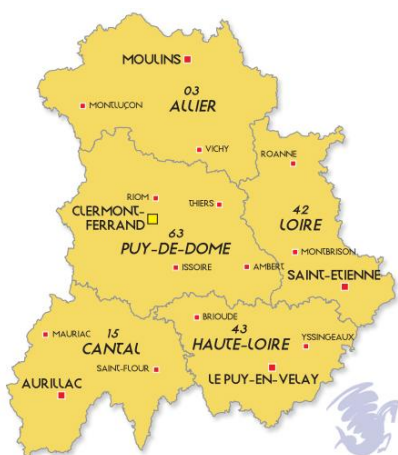 MOULINS
MONTLUÇON
03
ALLIER
VICHY
ROANNE
RIOM
THIERS
CLERMONT-
FERRAND
63
PUY-DE-DOME
42
LOIRE
MONTBRISON
ISSOIRE
AMBERT
SAINT-ETIENNE
MAURIAC
15
CANTAL
SAINT-FLOUR
AURILLAC
BRIOUDE
43
HAUTE-LOIRE
YSSINGEAUX
LE PUY-EN-VELAY